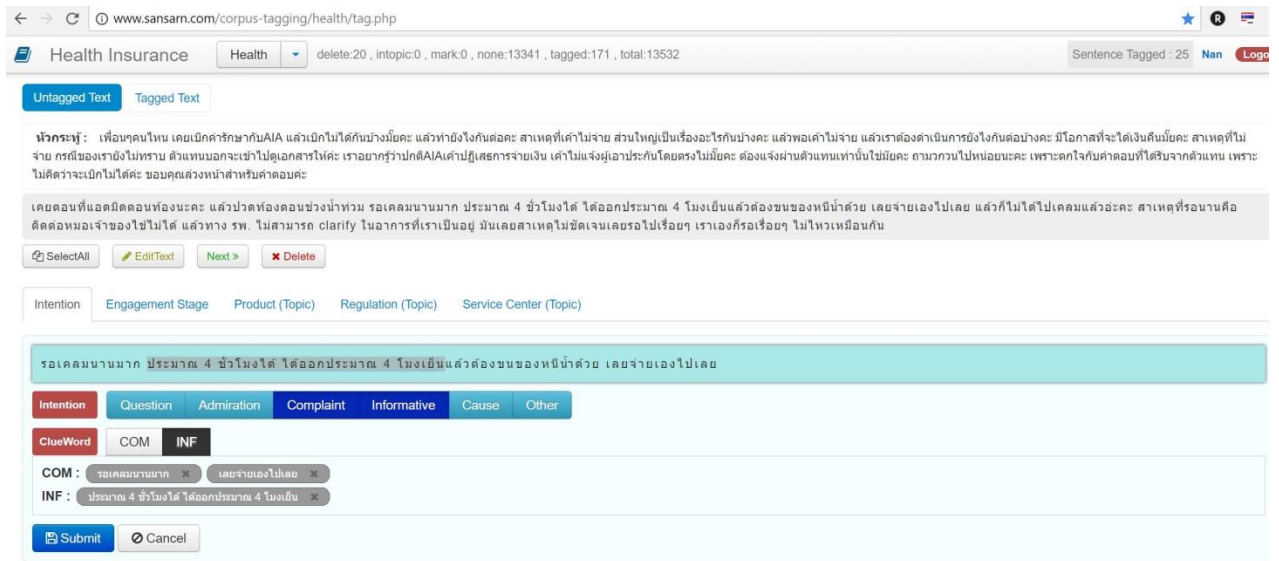 www.sansarn.com/corpus-tagging/health/tag.php
Health Insurance Health delete:20 , intopic:0 , mark:0 , none:13341 , tagged:171 , total:13532 Sentence Tagged : 25 Nan Logo
Untagged Text Tagged Text
หัวกระทู้ : เพื่อนๆคนไหน เคยเบิกค่ารักษากับAIA แล้วเบิกไม่ได้กันบ้างมั้ยคะ แล้วทำยังไงกันต่อคะ สาเหตุที่เค้าไม่จ่าย ส่วนใหญ่เป็นเรื่องอะไรกันบ้างคะ แล้วพอเค้าไม่จ่าย แล้วเราต้องดำเนินการยังไงกันต่อบ้างคะ มีโอกาสที่จะได้เงินคืนมั้ยคะ สาเหตุที่ไม่
จ่าย กรณีของเรายังไม่ทราบ ตัวแทนบอกจะเข้าไปดูเอกสารให้ค่ะ เราอยากรู้ว่าปกติAIAเค้าปฏิเสธการจ่ายเงิน เค้าไม่แจ้งผู้เอาประกันโดยตรงไม่มั้ยคะ ต้องแจ้งผ่านตัวแทนเท่านั้นใช่มั้ยคะ ถามวกวนไปหน่อยนะคะ เพราะตกใจกับคำตอบที่ได้รับจากตัวแทน เพราะ
ไม่คิดว่าจะเบิกไม่ได้ค่ะ ขอบคุณล่วงหน้าสำหรับคำตอบค่ะ
เคยตอนที่แอดมิตตอนท้องนะคะ แล้วปวดท้องตอนช่วงน้ำท่วม รอเคลมนานมาก ประมาณ 4 ชั่วโมงได้ ได้ออกประมาณ 4 โมงเย็นแล้วต้องขนของหนีน้ำด้วย เลยจ่ายเองไปเลย แล้วก็ไม่ได้ไปเคลมแล้วอ่ะคะ สาเหตุที่รอนานคือ
ติดต่อหมอเจ้าของไข้ไม่ได้ แล้วทาง รพ. ไม่สามารถ clarify ในอาการที่เราเป็นอยู่ มันเลยสาเหตุไม่ชัดเจนเลยรอไปเรื่อยๆ เราเองก็รอเรื่อยๆ ไม่ไหวเหมือนกัน
SelectAll EditText Next » Delete
Intention Engagement Stage Product (Topic) Regulation (Topic) Service Center (Topic)
รอเคลมนานมาก ประมาณ 4 ชั่วโมงได้ ได้ออกประมาณ 4 โมงเย็นแล้วต้องขนของหนีน้ำด้วย เลยจ่ายเองไปเลย
Intention Question Admiration Complaint Informative Cause Other
ClueWord COM INF
COM : รอเคลมนานมาก เลยจ่ายเองไปเลย
INF : ประมาณ 4 ชั่วโมงได้ ได้ออกประมาณ 4 โมงเย็น
Submit Cancel